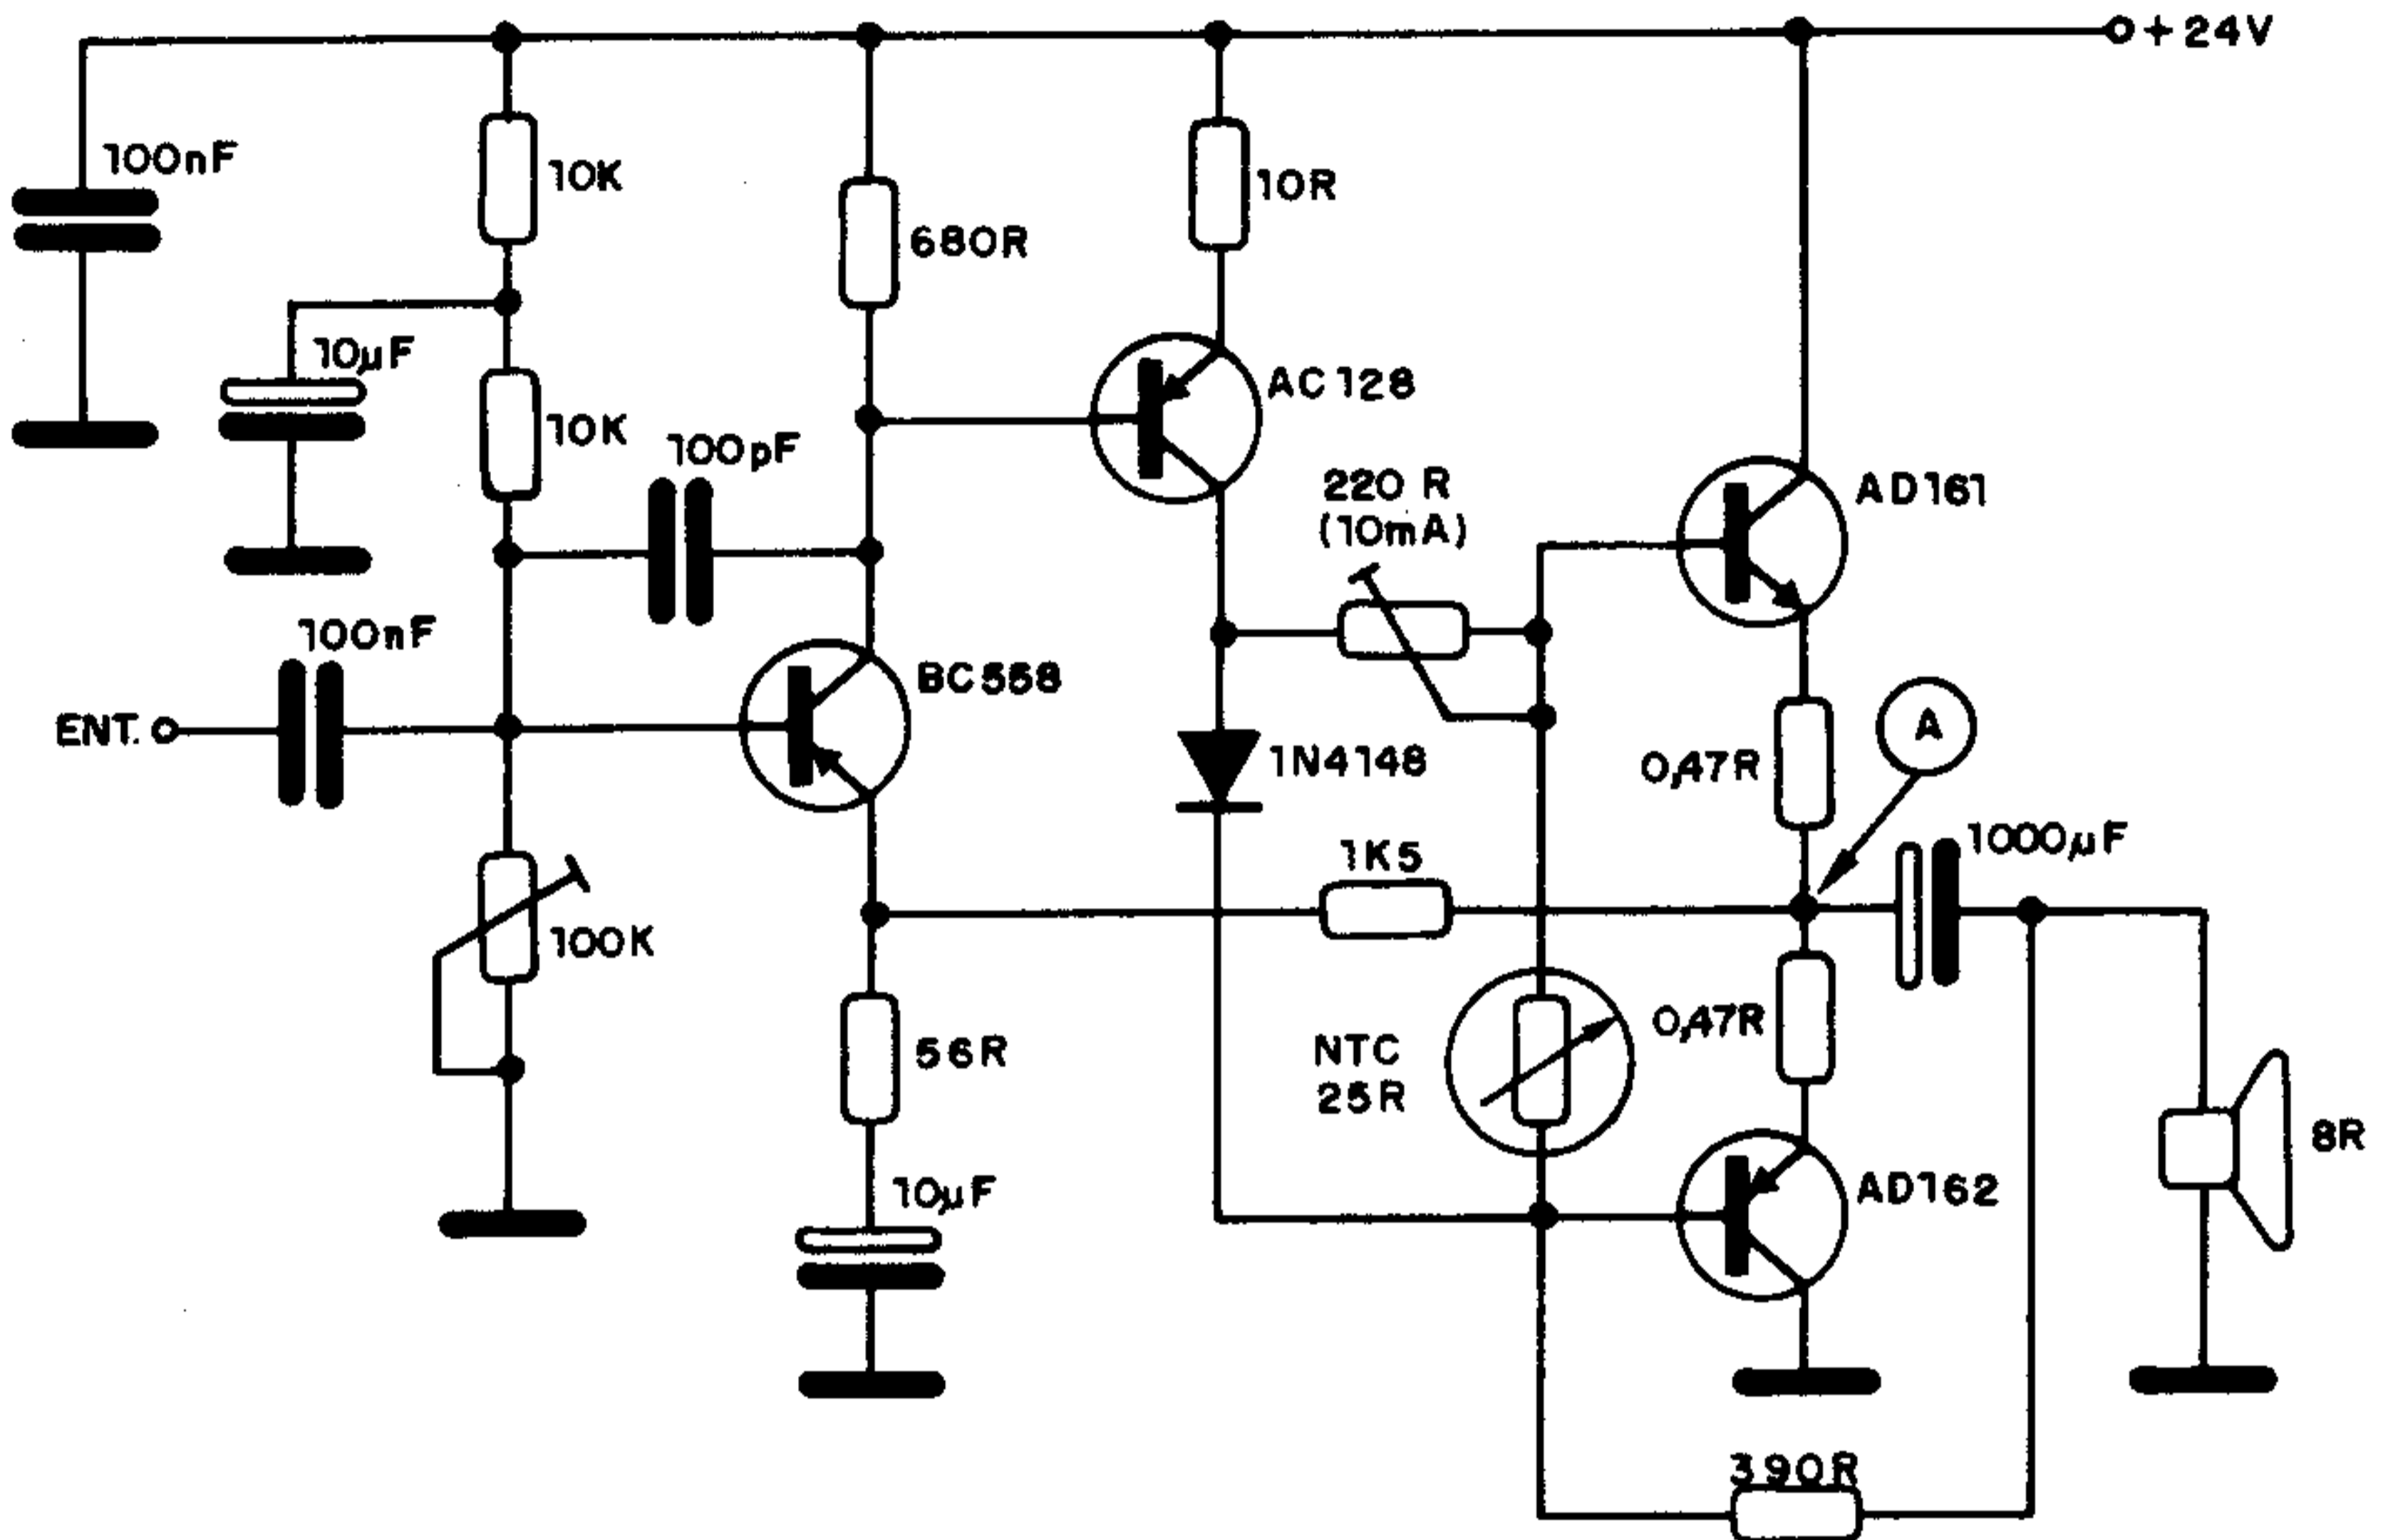 +24V
100nF
10K
10R
680R
10µF
AC128
10K
100pF
220 R
(10mA)
AD161
100nF
BC558
ENT.
A
1N4148
0,47R
1000µF
1K5
100K
0,47R
NTC
25R
56R
8R
10µF
AD162
390R